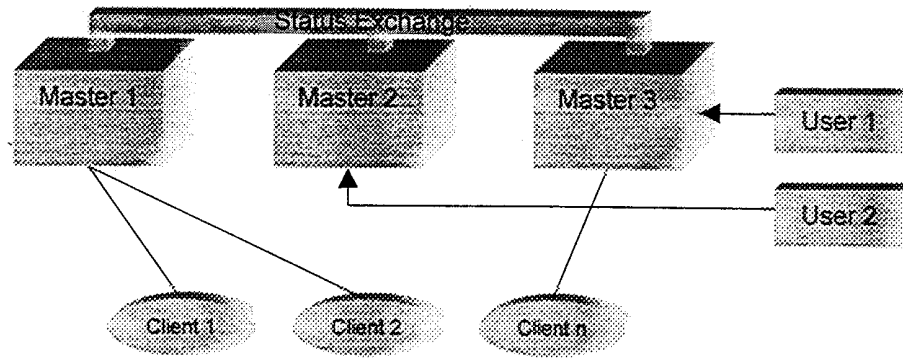 Status Exchange
Master 1
Master 2
Master 3
User 1
User 2
Client 1
Client 2
Client n